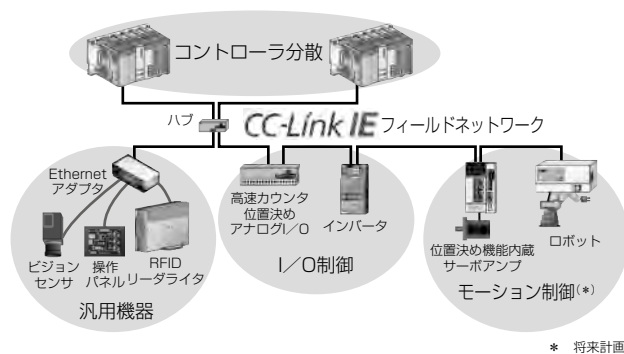 コントローラ分散
ハブ
CC-Link IE フィールドネットワーク
Ethernet
アダプタ
ビジョン
センサ
操作
パネル
RFID
リーダライタ
汎用機器
高速カウンタ
位置決め
アナログI/O
インバータ
I/O制御
位置決め機能内蔵
サーボアンプ
ロボット
モーション制御(*)
* 将来計画